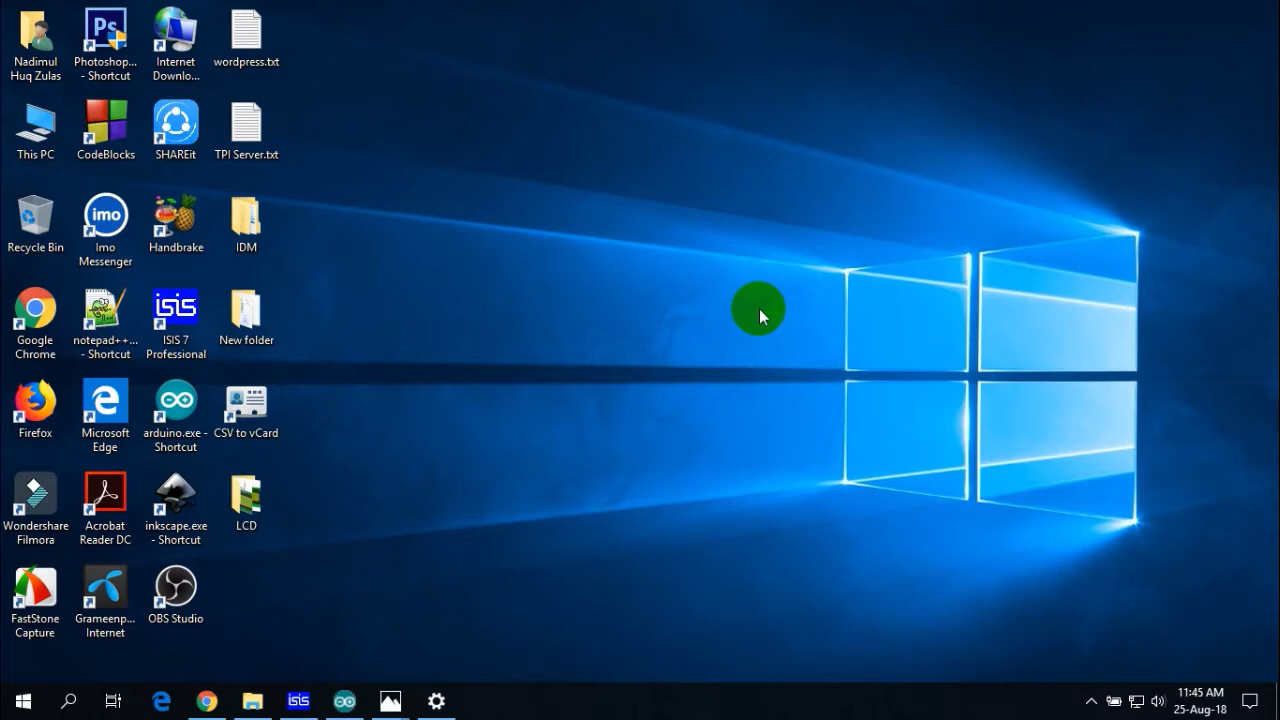 Nadimul
Huq Zulas
Ps
Photoshop...
- Shortcut
Internet
Downlo...
wordpress.txt
This PC
CodeBlocks
SHAREit
TPI Server.txt
Recycle Bin
imo
Imo
Messenger
Handbrake
IDM
Google
Chrome
notepad++...
- Shortcut
isis
ISIS 7
Professional
New folder
Firefox
Microsoft
Edge
arduino.exe -
Shortcut
CSV to vCard
Wondershare
Filmora
Acrobat
Reader DC
inkscape.exe
- Shortcut
LCD
FastStone
Capture
Grameenp...
Internet
OBS Studio
isis
11:45 AM
25-Aug-18